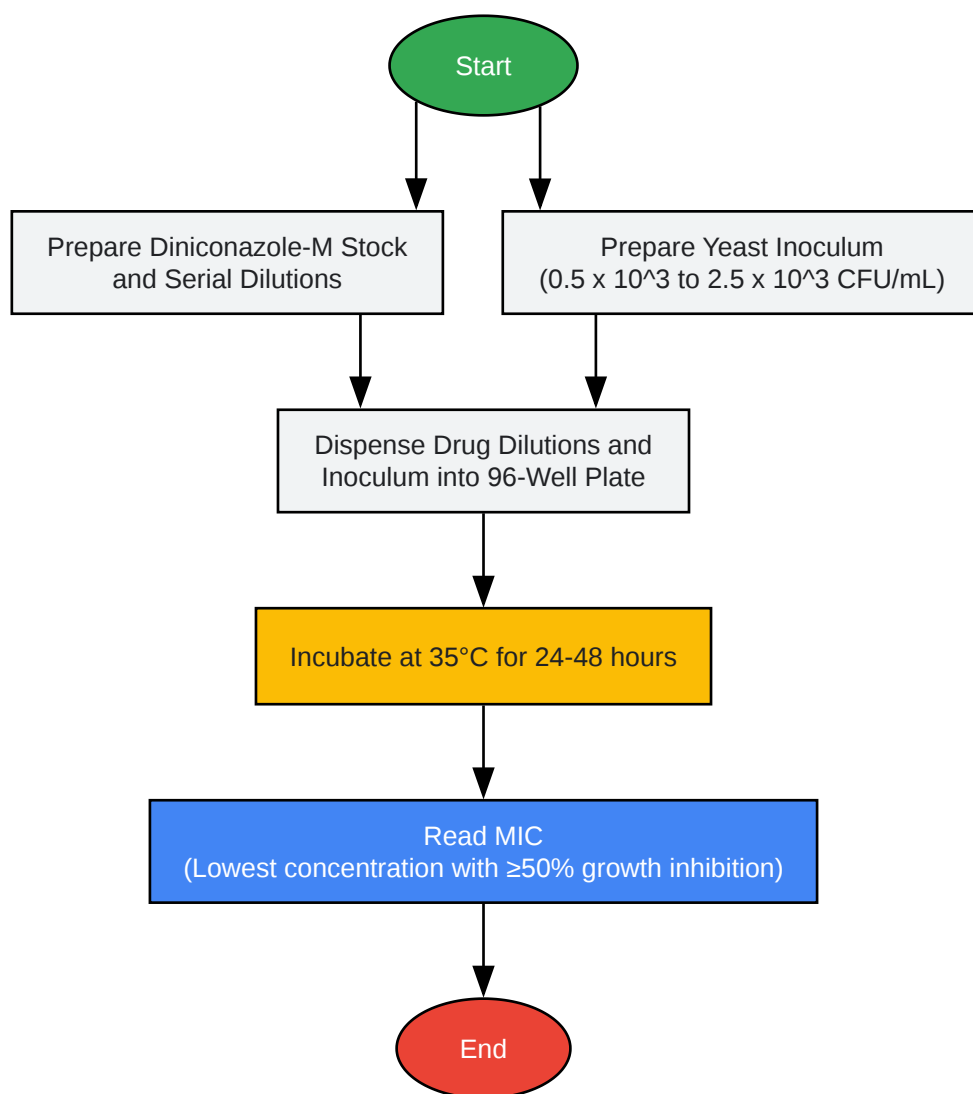 Start
Prepare Diniconazole-M Stock
and Serial Dilutions
Prepare Yeast Inoculum
(0.5 x 10^3 to 2.5 x 10^3 CFU/mL)
Dispense Drug Dilutions and
Inoculum into 96-Well Plate
Incubate at 35°C for 24-48 hours
Read MIC
(Lowest concentration with ≥50% growth inhibition)
End